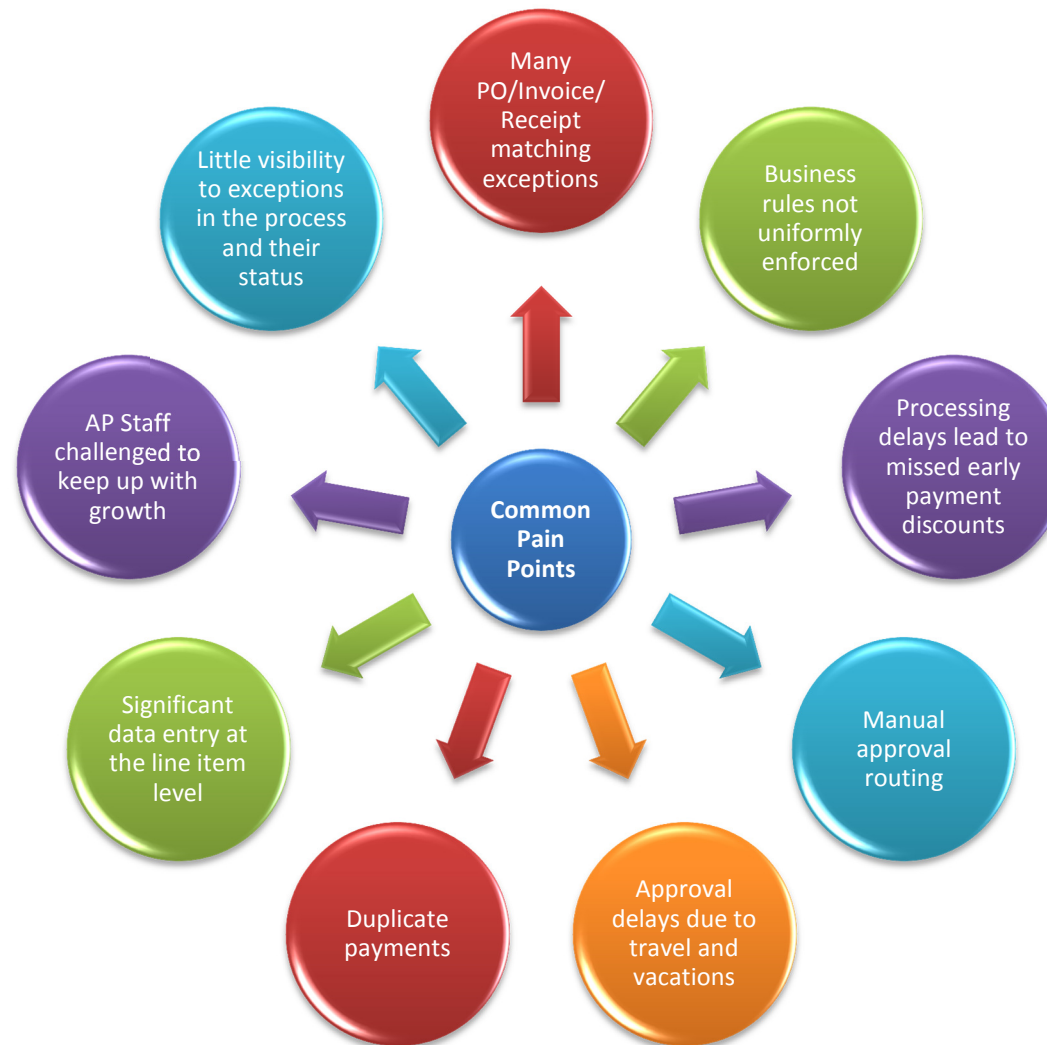 Many
PO/Invoice/
Receipt
matching
exceptions
Business
rules not
uniformly
enforced
Processing
delays lead to
missed early
payment
discounts
Manual
approval
routing
Approval
delays due to
travel and
vacations
Duplicate
payments
Significant
data entry at
the line item
level
AP Staff
challenged to
keep up with
growth
Little visibility
to exceptions
in the process
and their
status
Common
Pain
Points